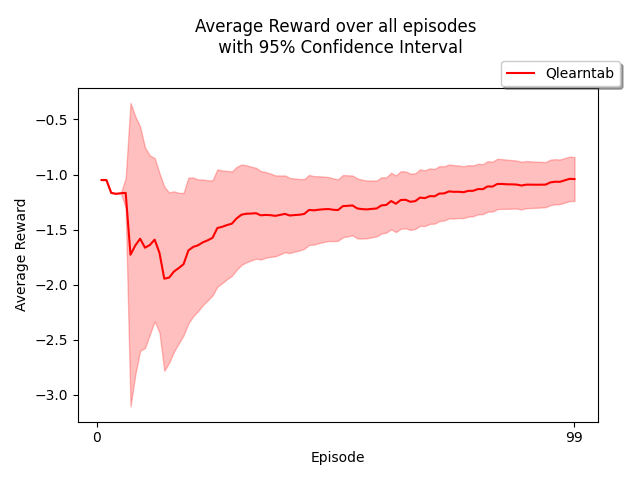 Average Reward over all episodes
with 95% Confidence Interval
Qlearntab
Average Reward
−0.5
−1.0
−1.5
−2.0
−2.5
−3.0
0
99
Episode